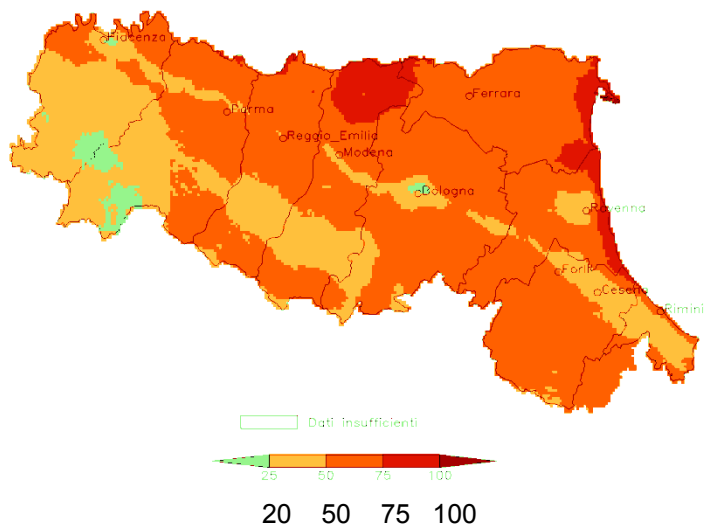 Piacenza
Parma
Ferrara
Reggio_Emilia
Modena
Bologna
Ravenna
Forli
Cesena
Rimini
Dati insufficienti
25 50 75 100
20 50 75 100